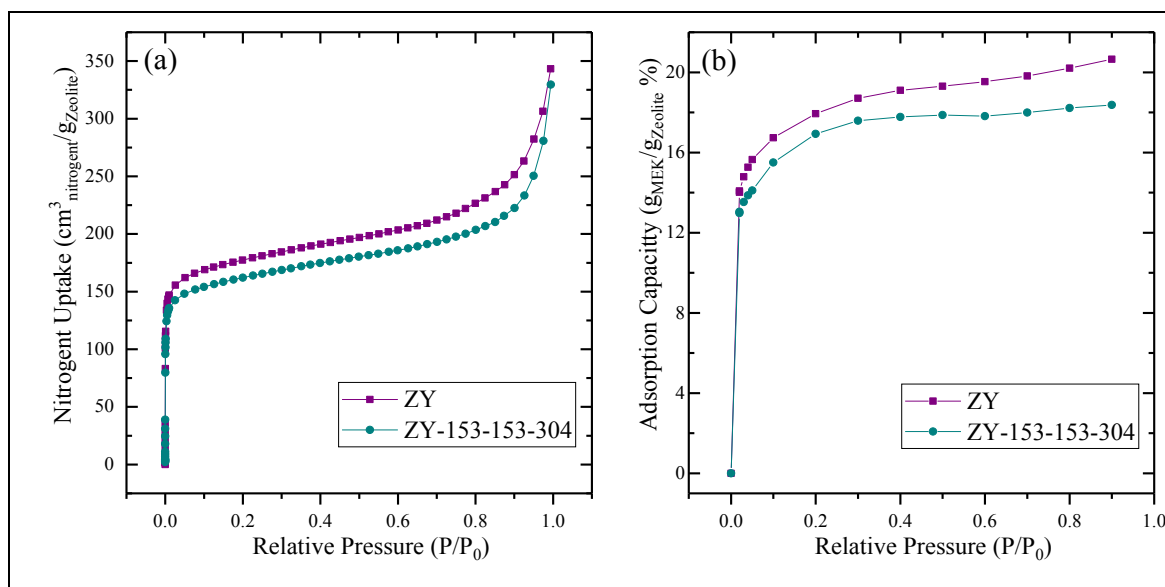 (a)
Nitrogent Uptake (cm³nitrogent/gZeolite)
350
300
250
200
150
100
50
0
ZY
ZY-153-153-304
0.0 0.2 0.4 0.6 0.8 1.0
Relative Pressure (P/P₀)
(b)
Adsorption Capacitty (gMEK/gZeolite %)
20
16
12
8
4
0
ZY
ZY-153-153-304
0.0 0.2 0.4 0.6 0.8 1.0
Relative Pressure (P/P₀)